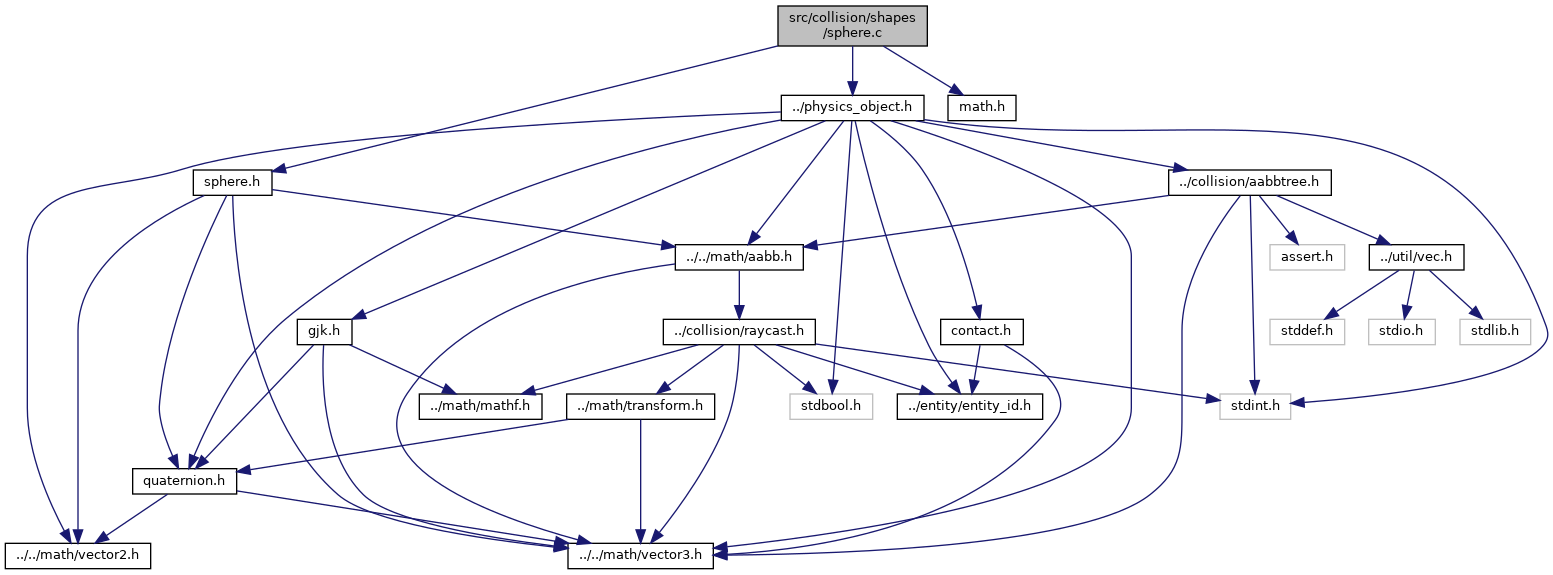 src/collision/shapes
/sphere.c
../physics_object.h
math.h
sphere.h
../collision/aabbtree.h
../../math/aabb.h
assert.h
../util/vec.h
gjk.h
../collision/raycast.h
contact.h
stddef.h
stdio.h
stdlib.h
../math/mathf.h
../math/transform.h
stdbool.h
../entity/entity_id.h
stdint.h
quaternion.h
../../math/vector2.h
../../math/vector3.h